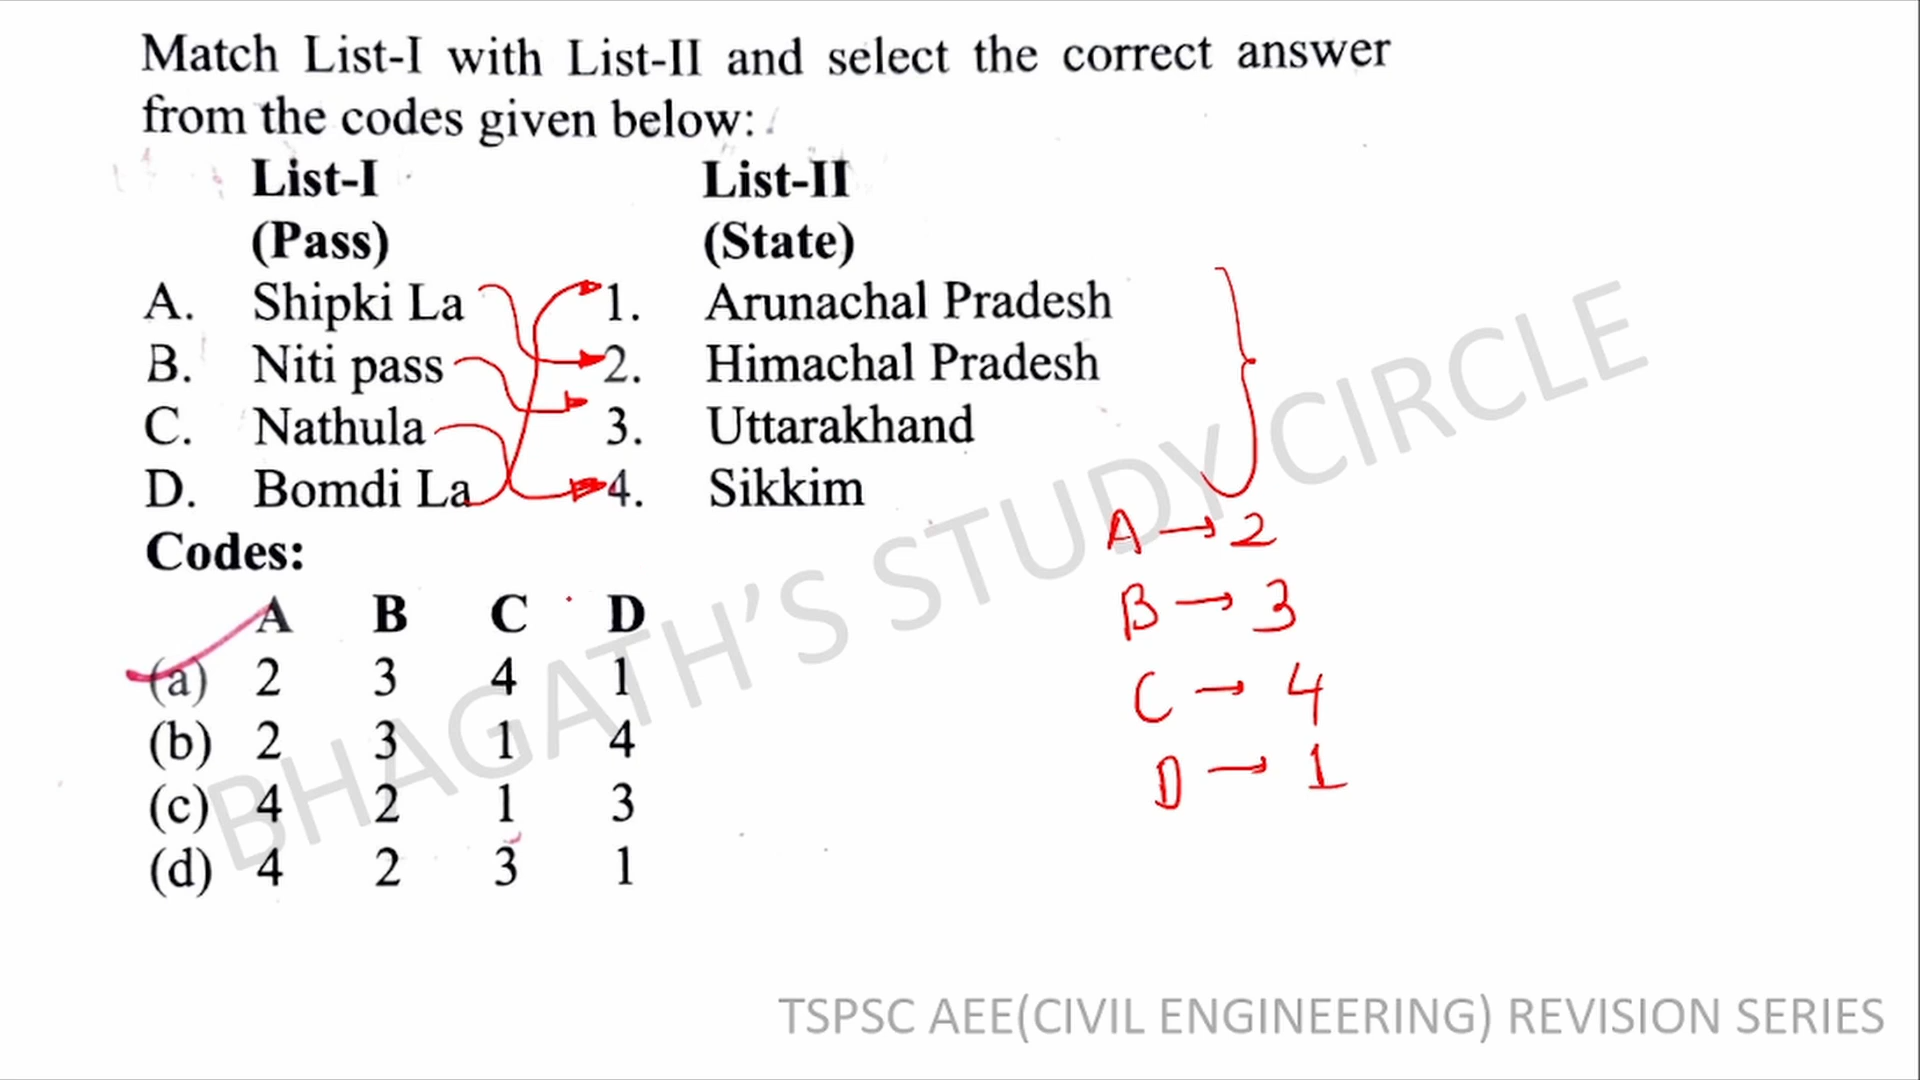 Match List-I with List-II and select the correct answer
from the codes given below:
List-I List-II
(Pass) (State)
A. Shipki La 1. Arunachal Pradesh
B. Niti pass 2. Himachal Pradesh
C. Nathula 3. Uttarakhand
D. Bomdi La 4. Sikkim
Codes:
A B C D
(a) 2 3 4 1
(b) 2 3 1 4
(c) 4 2 1 3
(d) 4 2 3 1
A → 2
B → 3
C → 4
D → 1
BHAGATH'S STUDY CIRCLE
TSPSC AEE(CIVIL ENGINEERING) REVISION SERIES